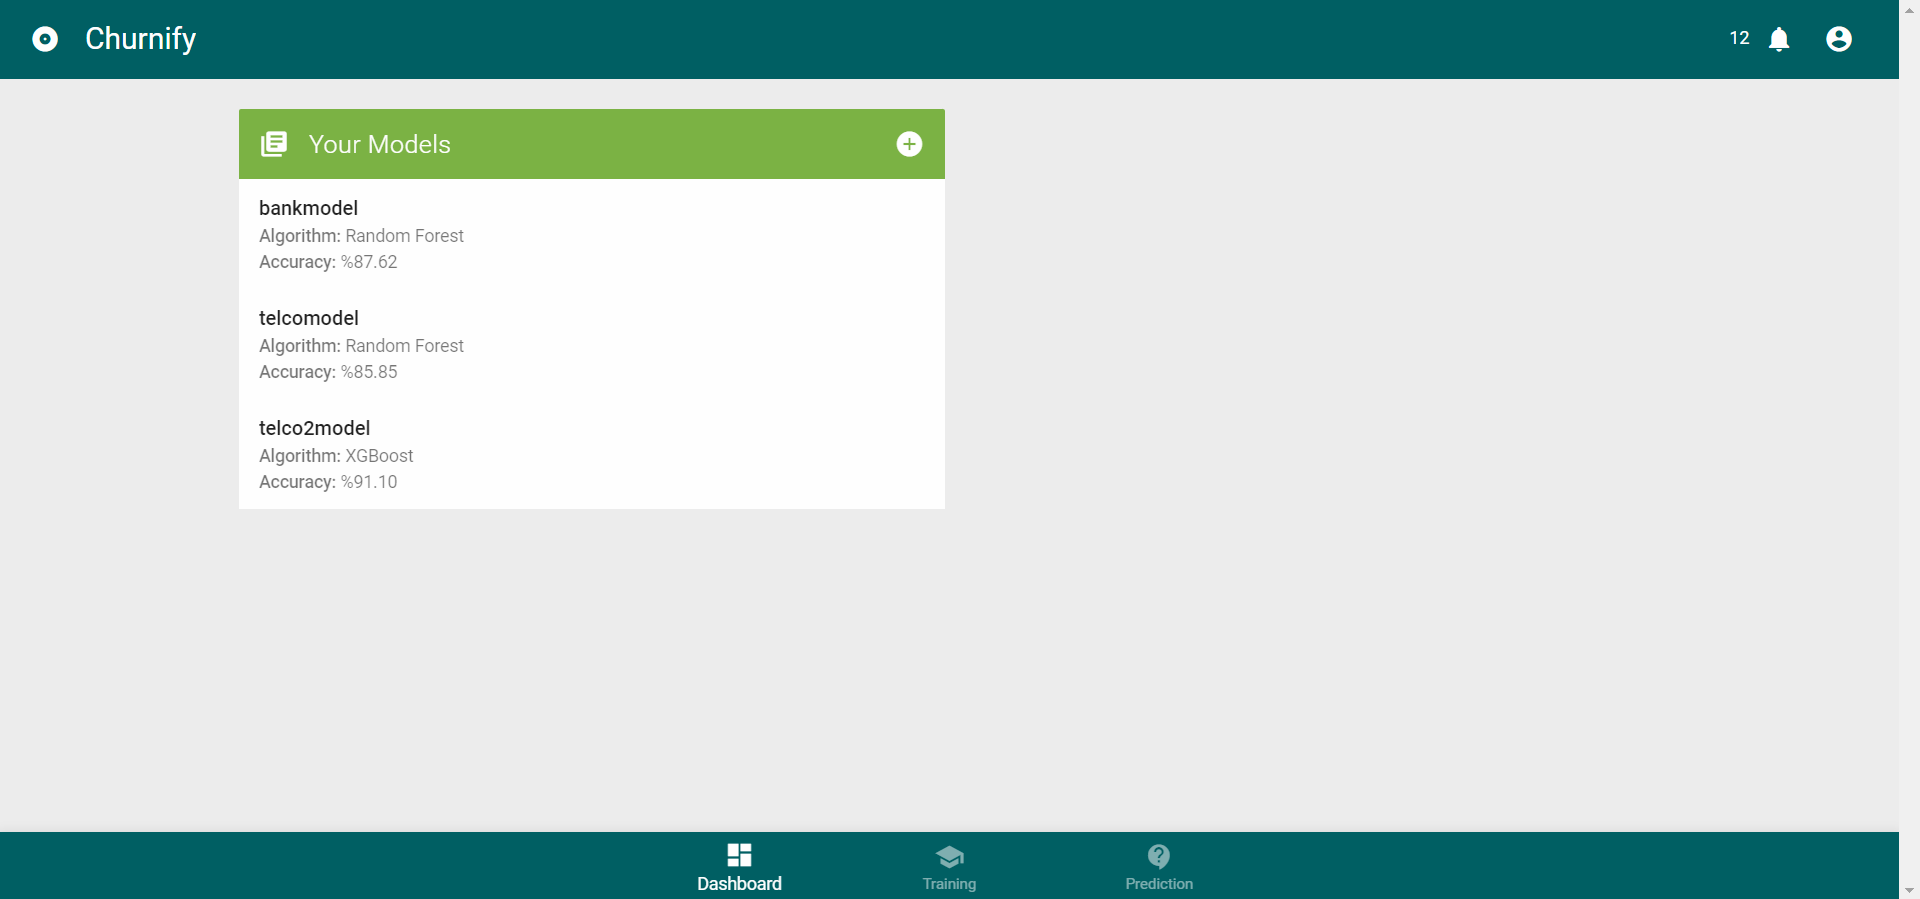 Churnify
12
Your Models
bankmodel
Algorithm: Random Forest
Accuracy: %87.62
telcomodel
Algorithm: Random Forest
Accuracy: %85.85
telco2model
Algorithm: XGBoost
Accuracy: %91.10
Dashboard
Training
Prediction